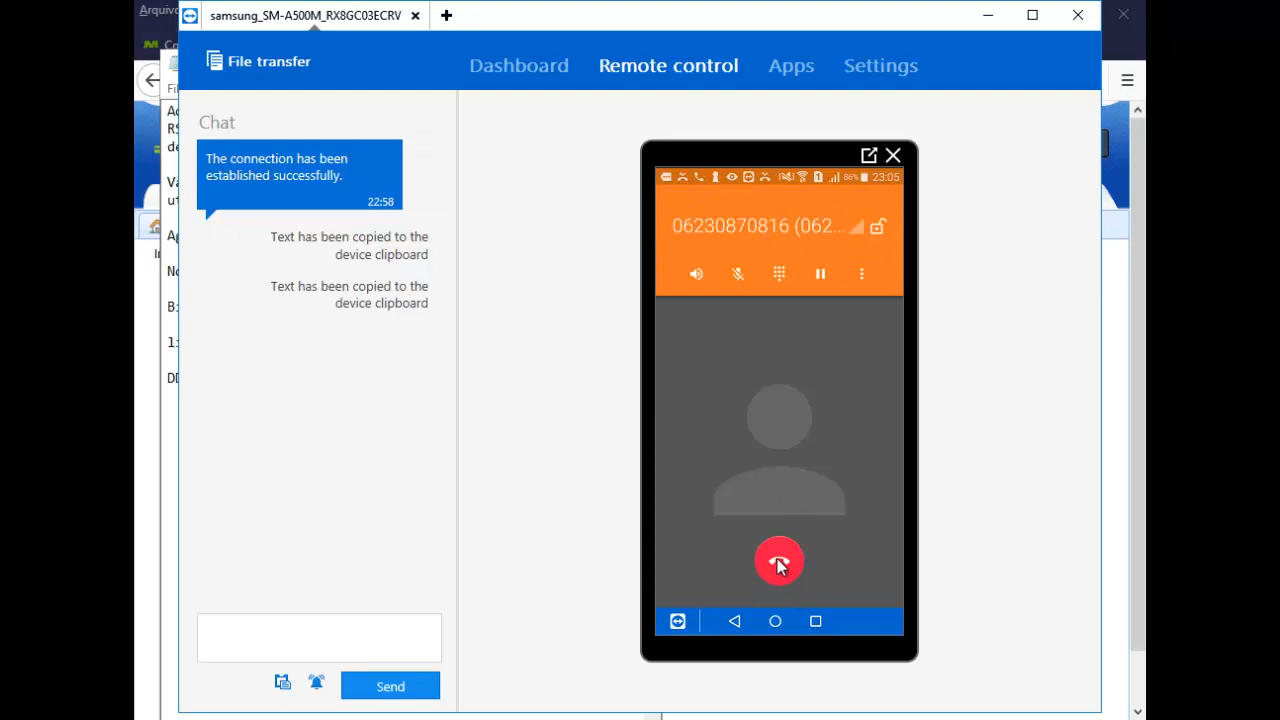 Arquivo
samsung_SM-A500M_RX8GC03ECRV
File transfer
Dashboard
Remote control
Apps
Settings
Chat
The connection has been
established successfully.
22:58
Text has been copied to the
device clipboard
Text has been copied to the
device clipboard
Send
86%
23:05
06230870816 (062...